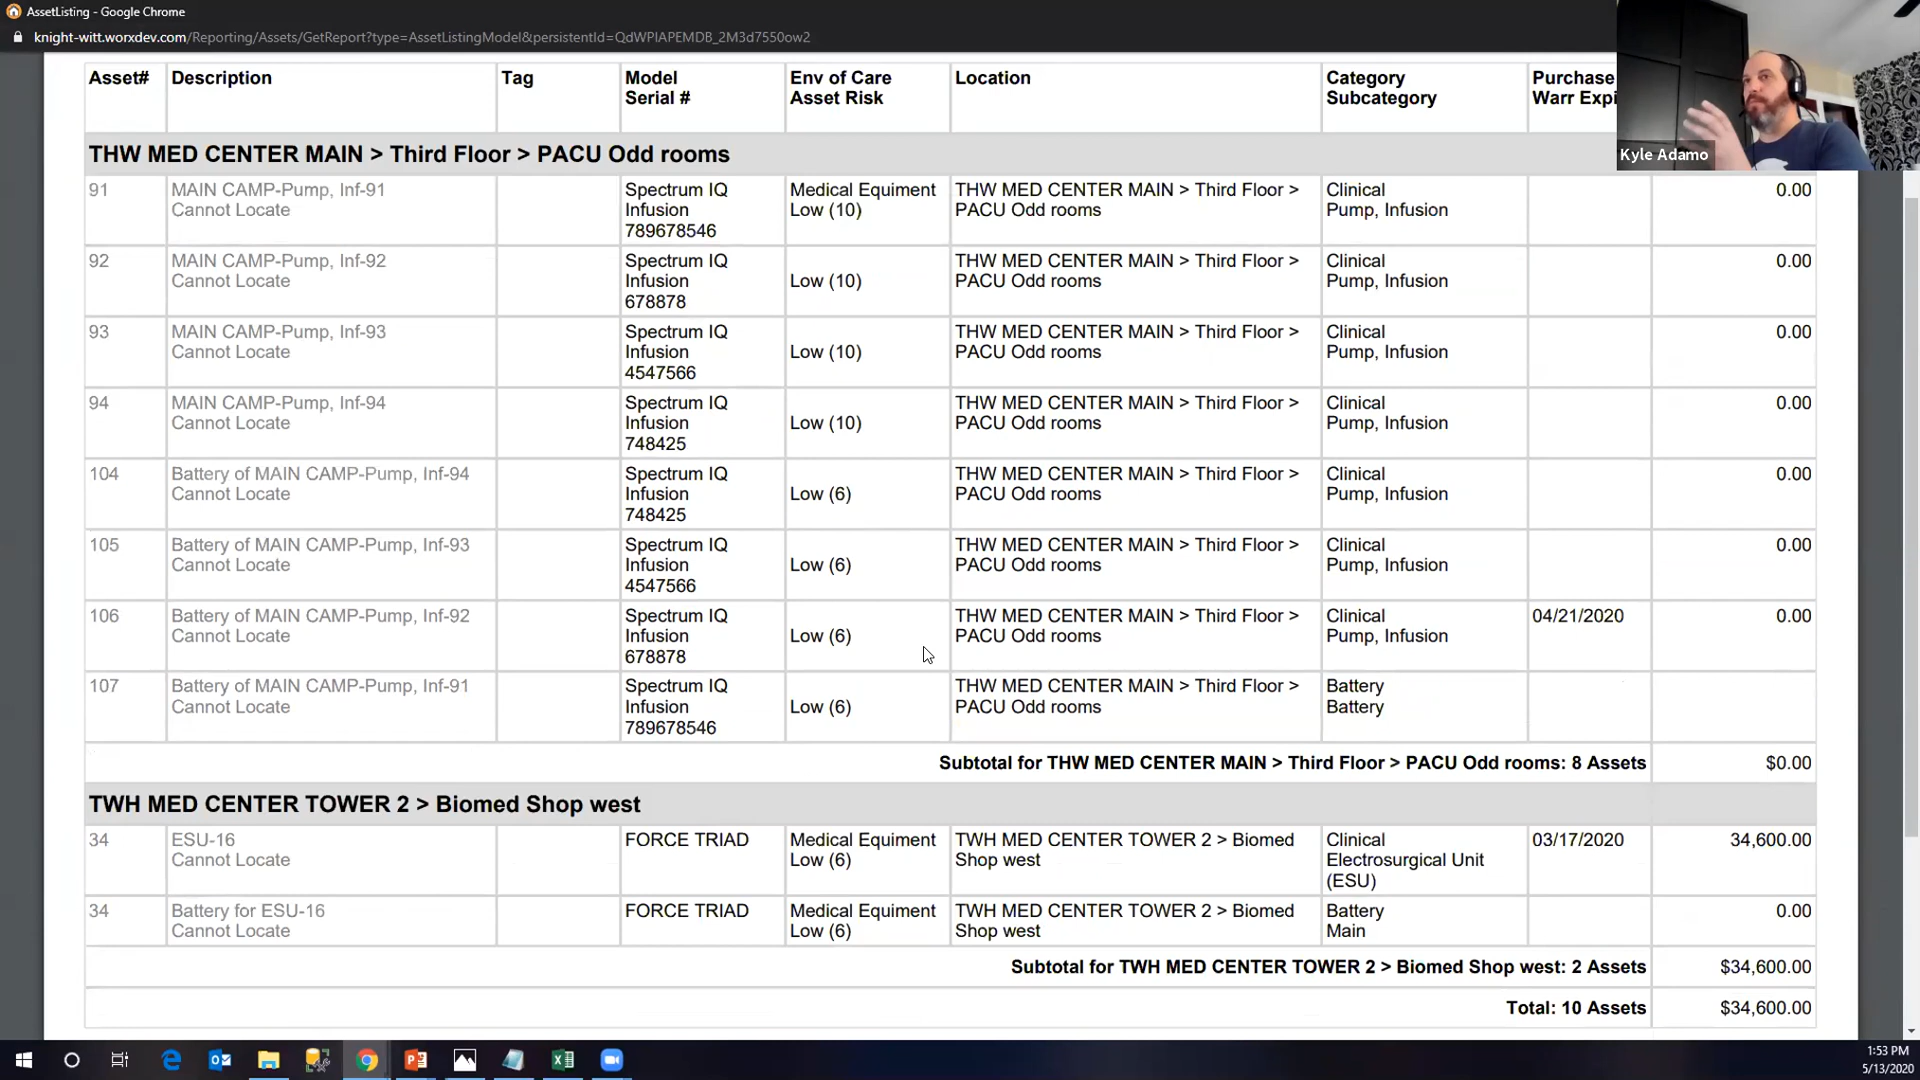 AssetListing - Google Chrome
knight-witt.worxdev.com/Reporting/Assets/GetReport?type=AssetListingModel&persistentId=QdWPIAPEMDB_2M3d7550ow2
Asset# Description Tag Model Env of Care Location Category Purchase
Serial # Asset Risk Subcategory Warr Expi
Kyle Adamo
THW MED CENTER MAIN > Third Floor > PACU Odd rooms
91 MAIN CAMP-Pump, Inf-91 Spectrum IQ Medical Equiment THW MED CENTER MAIN > Third Floor > Clinical 0.00
Cannot Locate Infusion Low (10) PACU Odd rooms Pump, Infusion
789678546
92 MAIN CAMP-Pump, Inf-92 Spectrum IQ THW MED CENTER MAIN > Third Floor > Clinical 0.00
Cannot Locate Infusion Low (10) PACU Odd rooms Pump, Infusion
678878
93 MAIN CAMP-Pump, Inf-93 Spectrum IQ THW MED CENTER MAIN > Third Floor > Clinical 0.00
Cannot Locate Infusion Low (10) PACU Odd rooms Pump, Infusion
4547566
94 MAIN CAMP-Pump, Inf-94 Spectrum IQ THW MED CENTER MAIN > Third Floor > Clinical 0.00
Cannot Locate Infusion Low (10) PACU Odd rooms Pump, Infusion
748425
104 Battery of MAIN CAMP-Pump, Inf-94 Spectrum IQ THW MED CENTER MAIN > Third Floor > Clinical 0.00
Cannot Locate Infusion Low (6) PACU Odd rooms Pump, Infusion
748425
105 Battery of MAIN CAMP-Pump, Inf-93 Spectrum IQ THW MED CENTER MAIN > Third Floor > Clinical 0.00
Cannot Locate Infusion Low (6) PACU Odd rooms Pump, Infusion
4547566
106 Battery of MAIN CAMP-Pump, Inf-92 Spectrum IQ THW MED CENTER MAIN > Third Floor > Clinical 04/21/2020 0.00
Cannot Locate Infusion Low (6) PACU Odd rooms Pump, Infusion
678878
107 Battery of MAIN CAMP-Pump, Inf-91 Spectrum IQ THW MED CENTER MAIN > Third Floor > Battery
Cannot Locate Infusion Low (6) PACU Odd rooms Battery
789678546
Subtotal for THW MED CENTER MAIN > Third Floor > PACU Odd rooms: 8 Assets $0.00
TWH MED CENTER TOWER 2 > Biomed Shop west
34 ESU-16 FORCE TRIAD Medical Equiment TWH MED CENTER TOWER 2 > Biomed Clinical 03/17/2020 34,600.00
Cannot Locate Low (6) Shop west Electrosurgical Unit
(ESU)
34 Battery for ESU-16 FORCE TRIAD Medical Equiment TWH MED CENTER TOWER 2 > Biomed Battery 0.00
Cannot Locate Low (6) Shop west Main
Subtotal for TWH MED CENTER TOWER 2 > Biomed Shop west: 2 Assets $34,600.00
Total: 10 Assets $34,600.00
1:53 PM
5/13/2020